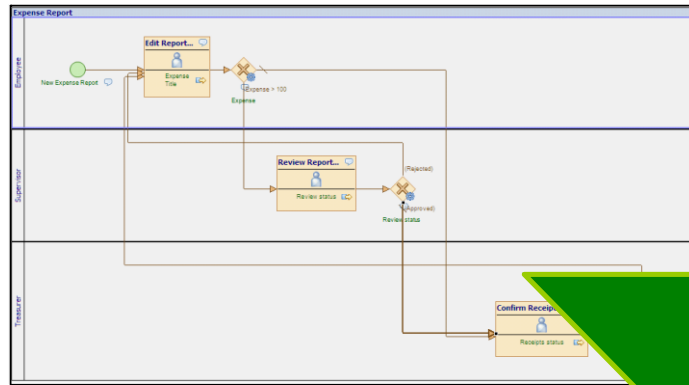 Expense Report
Employee
New Expense Report
Edit Report...
Expense
Title
Expense > 100
Expense
Supervisor
Review Report...
Review status
(Rejected)
(Approved)
Review status
Treasurer
Confirm Receip
Receipts status